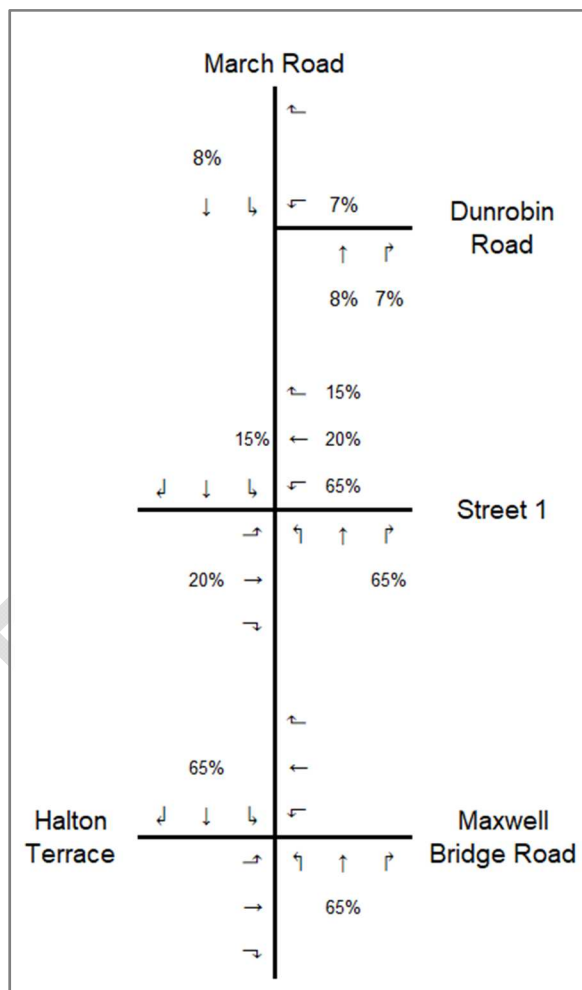 March Road
8%
7%
Dunrobin
Road
8% 7%
15%
15% 20%
65%
Street 1
20% 65%
65%
Halton
Terrace
Maxwell
Bridge Road
65%